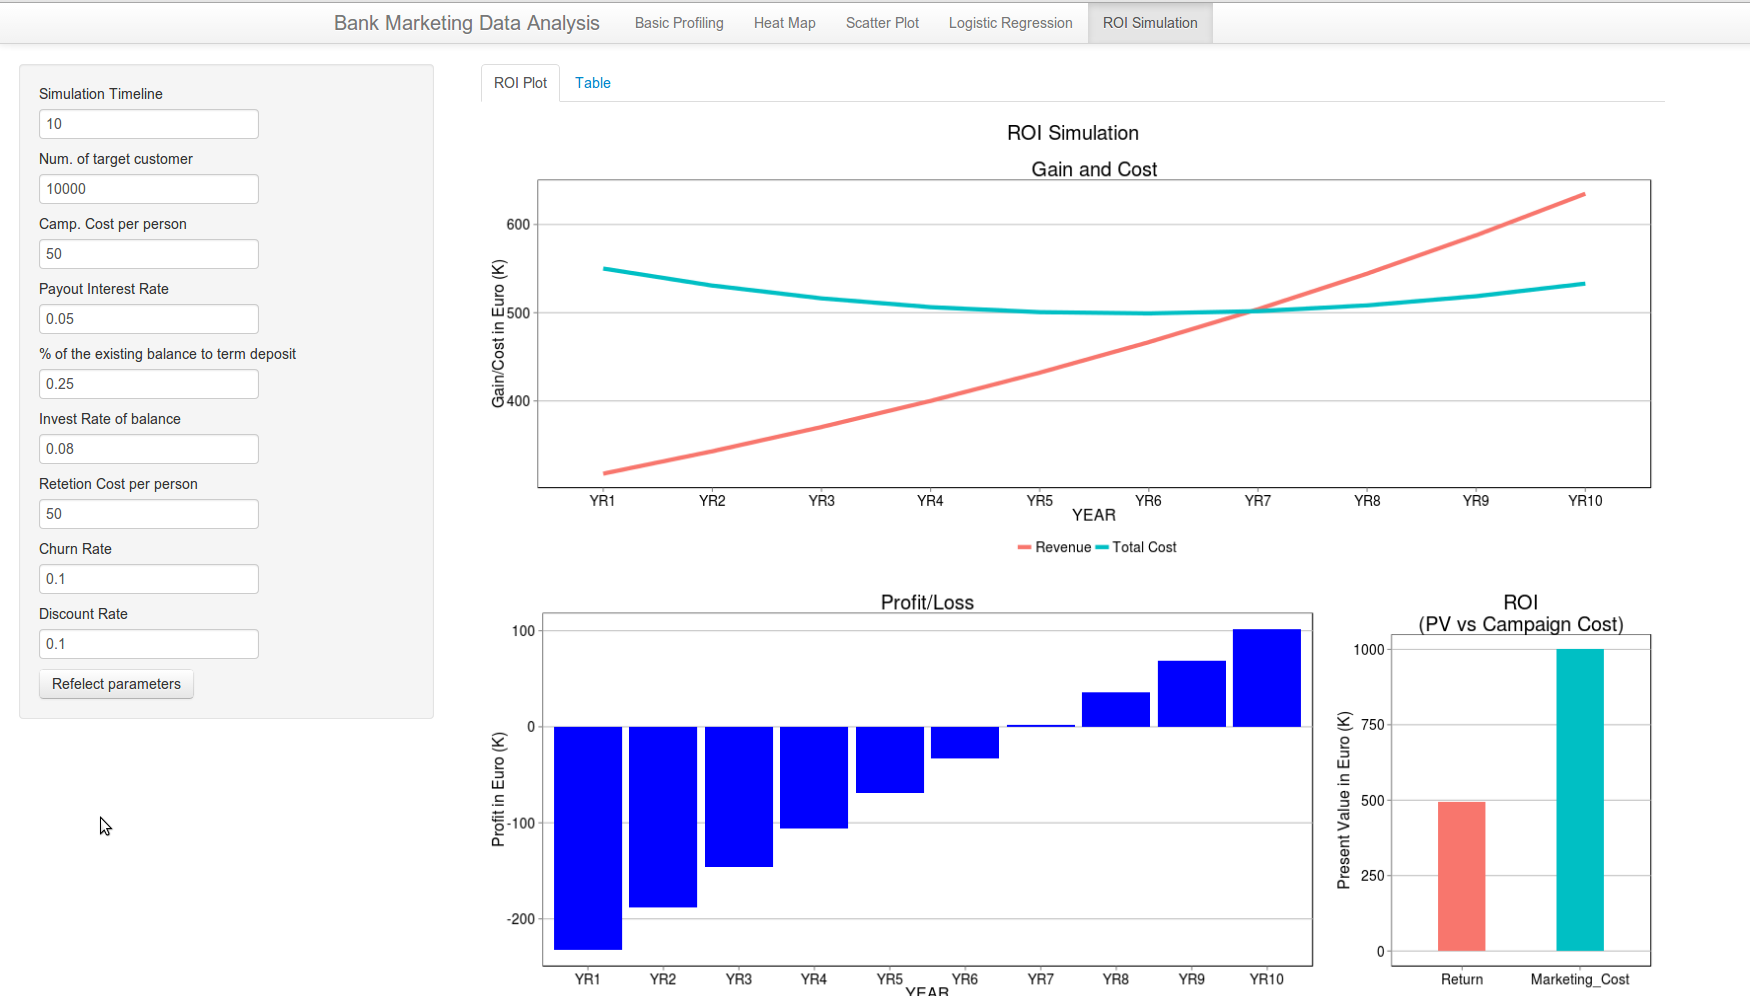 Bank Marketing Data Analysis Basic Profiling Heat Map Scatter Plot Logistic Regression ROI Simulation
Simulation Timeline
10
Num. of target customer
10000
Camp. Cost per person
50
Payout Interest Rate
0.05
% of the existing balance to term deposit
0.25
Invest Rate of balance
0.08
Retetion Cost per person
50
Churn Rate
0.1
Discount Rate
0.1
Refelect parameters
ROI Plot Table
ROI Simulation
Gain and Cost
Gain/Cost in Euro (K)
600
500
400
YR1 YR2 YR3 YR4 YR5 YR6 YR7 YR8 YR9 YR10
YEAR
Revenue Total Cost
Profit/Loss
Profit in Euro (K)
100
0
-100
-200
YR1 YR2 YR3 YR4 YR5 YR6 YR7 YR8 YR9 YR10
YEAR
ROI
(PV vs Campaign Cost)
Present Value in Euro (K)
1000
750
500
250
0
Return Marketing_Cost